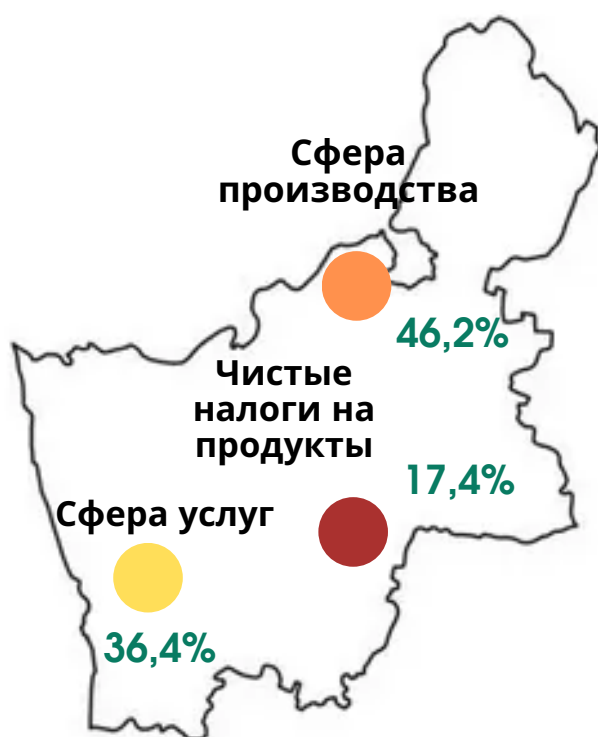 Сфера
производства
46,2%
Чистые
налоги на
продукты
17,4%
Сфера услуг
36,4%